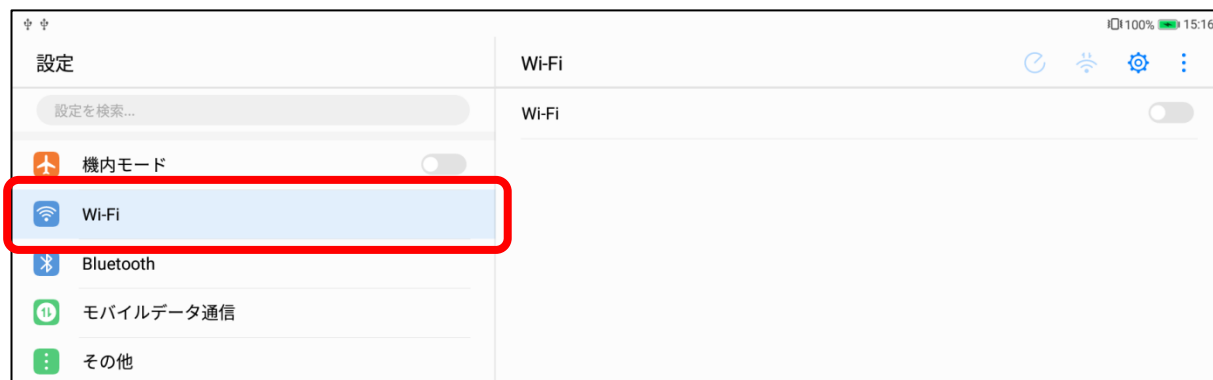 100% 15:16
設定
設定を検索...
機内モード
Wi-Fi
Bluetooth
モバイルデータ通信
その他
Wi-Fi
Wi-Fi